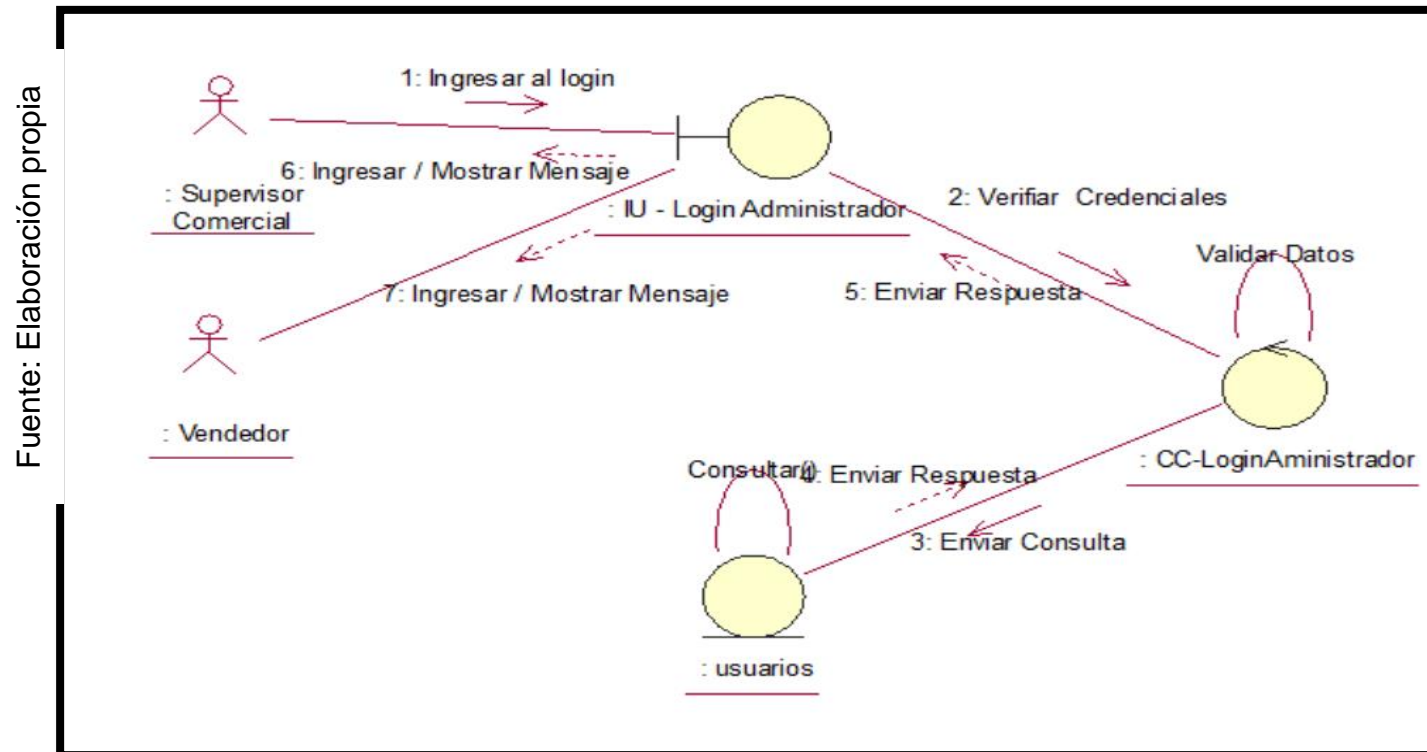 Fuente: Elaboración propia
1: Ingresar al login
6: Ingresar / Mostrar Mensaje
: Supervisor
Comercial
: IU - Login Administrador
2: Verifiar Credenciales
Validar Datos
7: Ingresar / Mostrar Mensaje
5: Enviar Respuesta
: Vendedor
: CC-LoginAministrador
Consultar()
4: Enviar Respuesta
3: Enviar Consulta
: usuarios